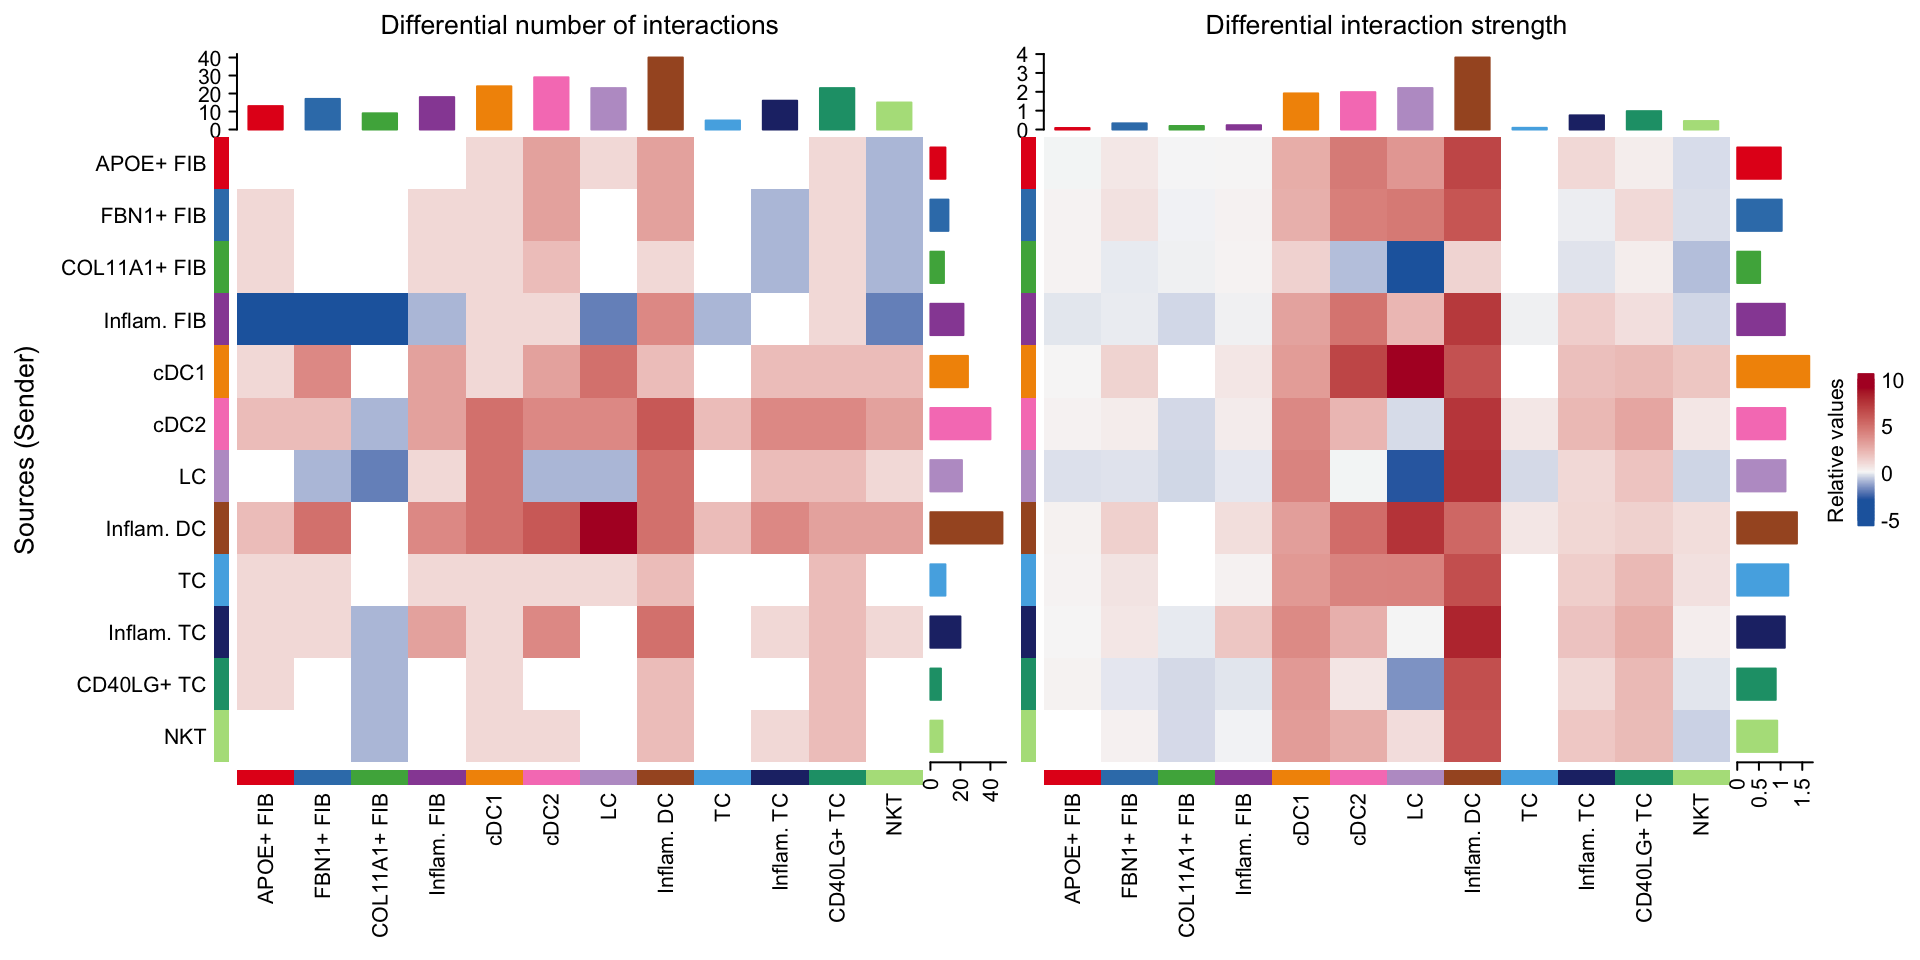 Differential number of interactions
Differential interaction strength
40
30
20
10
0
4
3
2
1
0
Sources (Sender)
APOE+ FIB
FBN1+ FIB
COL11A1+ FIB
Inflam. FIB
cDC1
cDC2
LC
Inflam. DC
TC
Inflam. TC
CD40LG+ TC
NKT
0
20
40
0
0.5
1
1.5
APOE+ FIB
FBN1+ FIB
COL11A1+ FIB
Inflam. FIB
cDC1
cDC2
LC
Inflam. DC
TC
Inflam. TC
CD40LG+ TC
NKT
APOE+ FIB
FBN1+ FIB
COL11A1+ FIB
Inflam. FIB
cDC1
cDC2
LC
Inflam. DC
TC
Inflam. TC
CD40LG+ TC
NKT
Relative values
10
5
0
-5